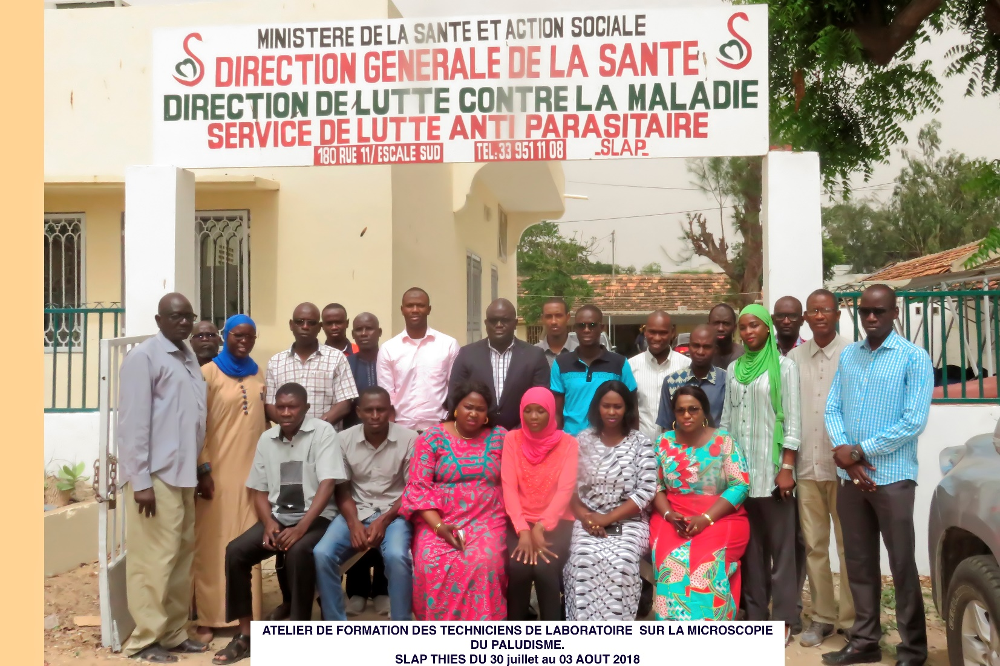 MINISTERE DE LA SANTE ET ACTION SOCIALE
DIRECTION GENERALE DE LA SANTE
DIRECTION DE LUTTE CONTRE LA MALADIE
SERVICE DE LUTTE ANTI PARASITAIRE
180 RUE 11/ ESCALE SUD TEL: 33 951 11 08 -SLAP-
ATELIER DE FORMATION DES TECHNICIENS DE LABORATOIRE SUR LA MICROSCOPIE
DU PALUDISME.
SLAP THIES DU 30 juillet au 03 AOUT 2018